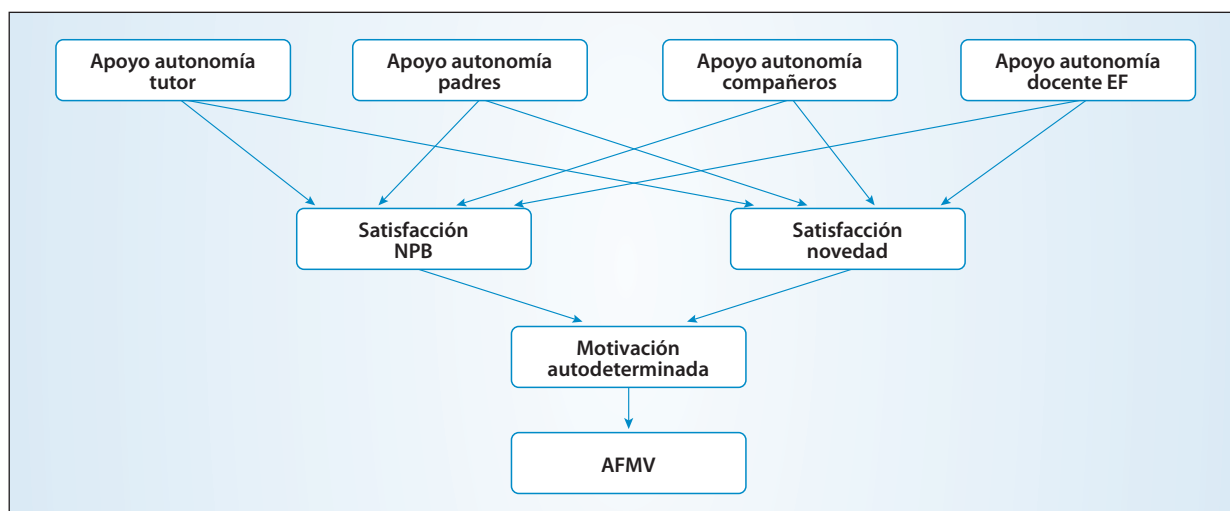 Apoyo autonomía
tutor
Apoyo autonomía
padres
Apoyo autonomía
compañeros
Apoyo autonomía
docente EF
Satisfacción
NPB
Satisfacción
novedad
Motivación
autodeterminada
AFMV